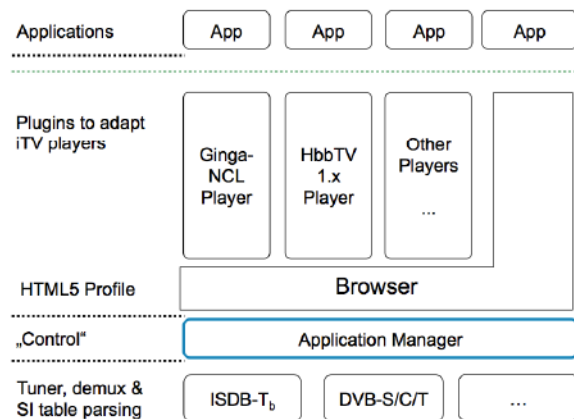 Applications
App
App
App
App
Plugins to adapt
iTV players
Ginga-
NCL
Player
HbbTV
1.x
Player
Other
Players
...
HTML5 Profile
Browser
„Control“
Application Manager
Tuner, demux &
SI table parsing
ISDB-Tb
DVB-S/C/T
...